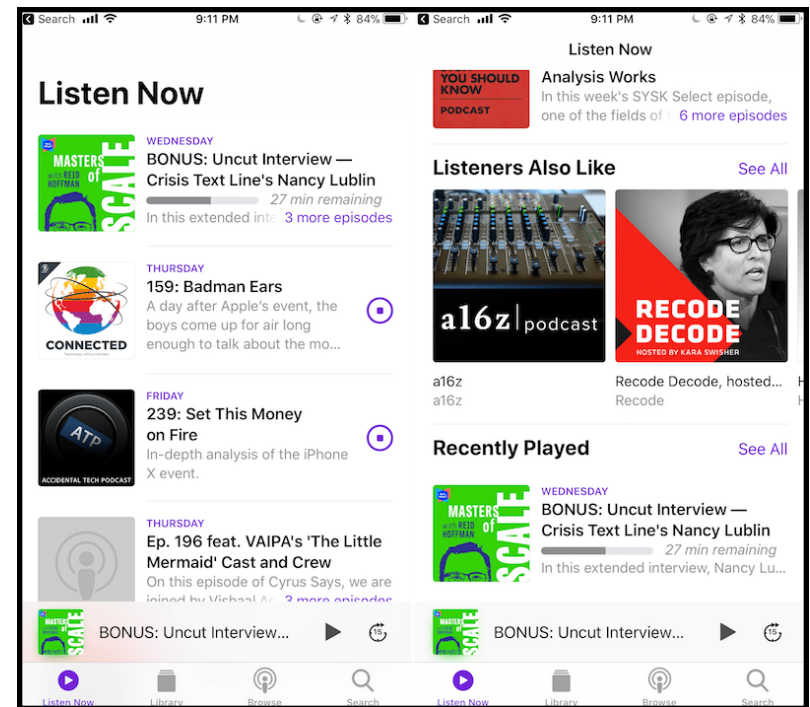 Search
9:11 PM
84%
Listen Now
MASTERS
with REID
HOFFMAN
of
SCALE
WEDNESDAY
BONUS: Uncut Interview —
Crisis Text Line's Nancy Lublin
27 min remaining
In this extended inte
3 more episodes
CONNECTED
THURSDAY
159: Badman Ears
A day after Apple's event, the
boys come up for air long
enough to talk about the mo...
ATP
ACCIDENTAL TECH PODCAST
FRIDAY
239: Set This Money
on Fire
In-depth analysis of the iPhone
X event.
THURSDAY
Ep. 196 feat. VAIPA's 'The Little
Mermaid' Cast and Crew
On this episode of Cyrus Says, we are
joined by Vishaal
3 more episodes
MASTERS
of
SCALE
BONUS: Uncut Interview...
15
Listen Now
Library
Browse
Search
Search
9:11 PM
84%
Listen Now
YOU SHOULD
KNOW
PODCAST
Analysis Works
In this week's SYSK Select episode,
one of the fields of
6 more episodes
Listeners Also Like
See All
a16z podcast
RECODE
DECODE
HOSTED BY KARA SWISHER
a16z
a16z
Recode Decode, hosted...
Recode
Recently Played
See All
MASTERS
with REID
HOFFMAN
of
SCALE
WEDNESDAY
BONUS: Uncut Interview —
Crisis Text Line's Nancy Lublin
27 min remaining
In this extended interview, Nancy Lu...
MASTERS
of
SCALE
BONUS: Uncut Interview...
15
Listen Now
Library
Browse
Search